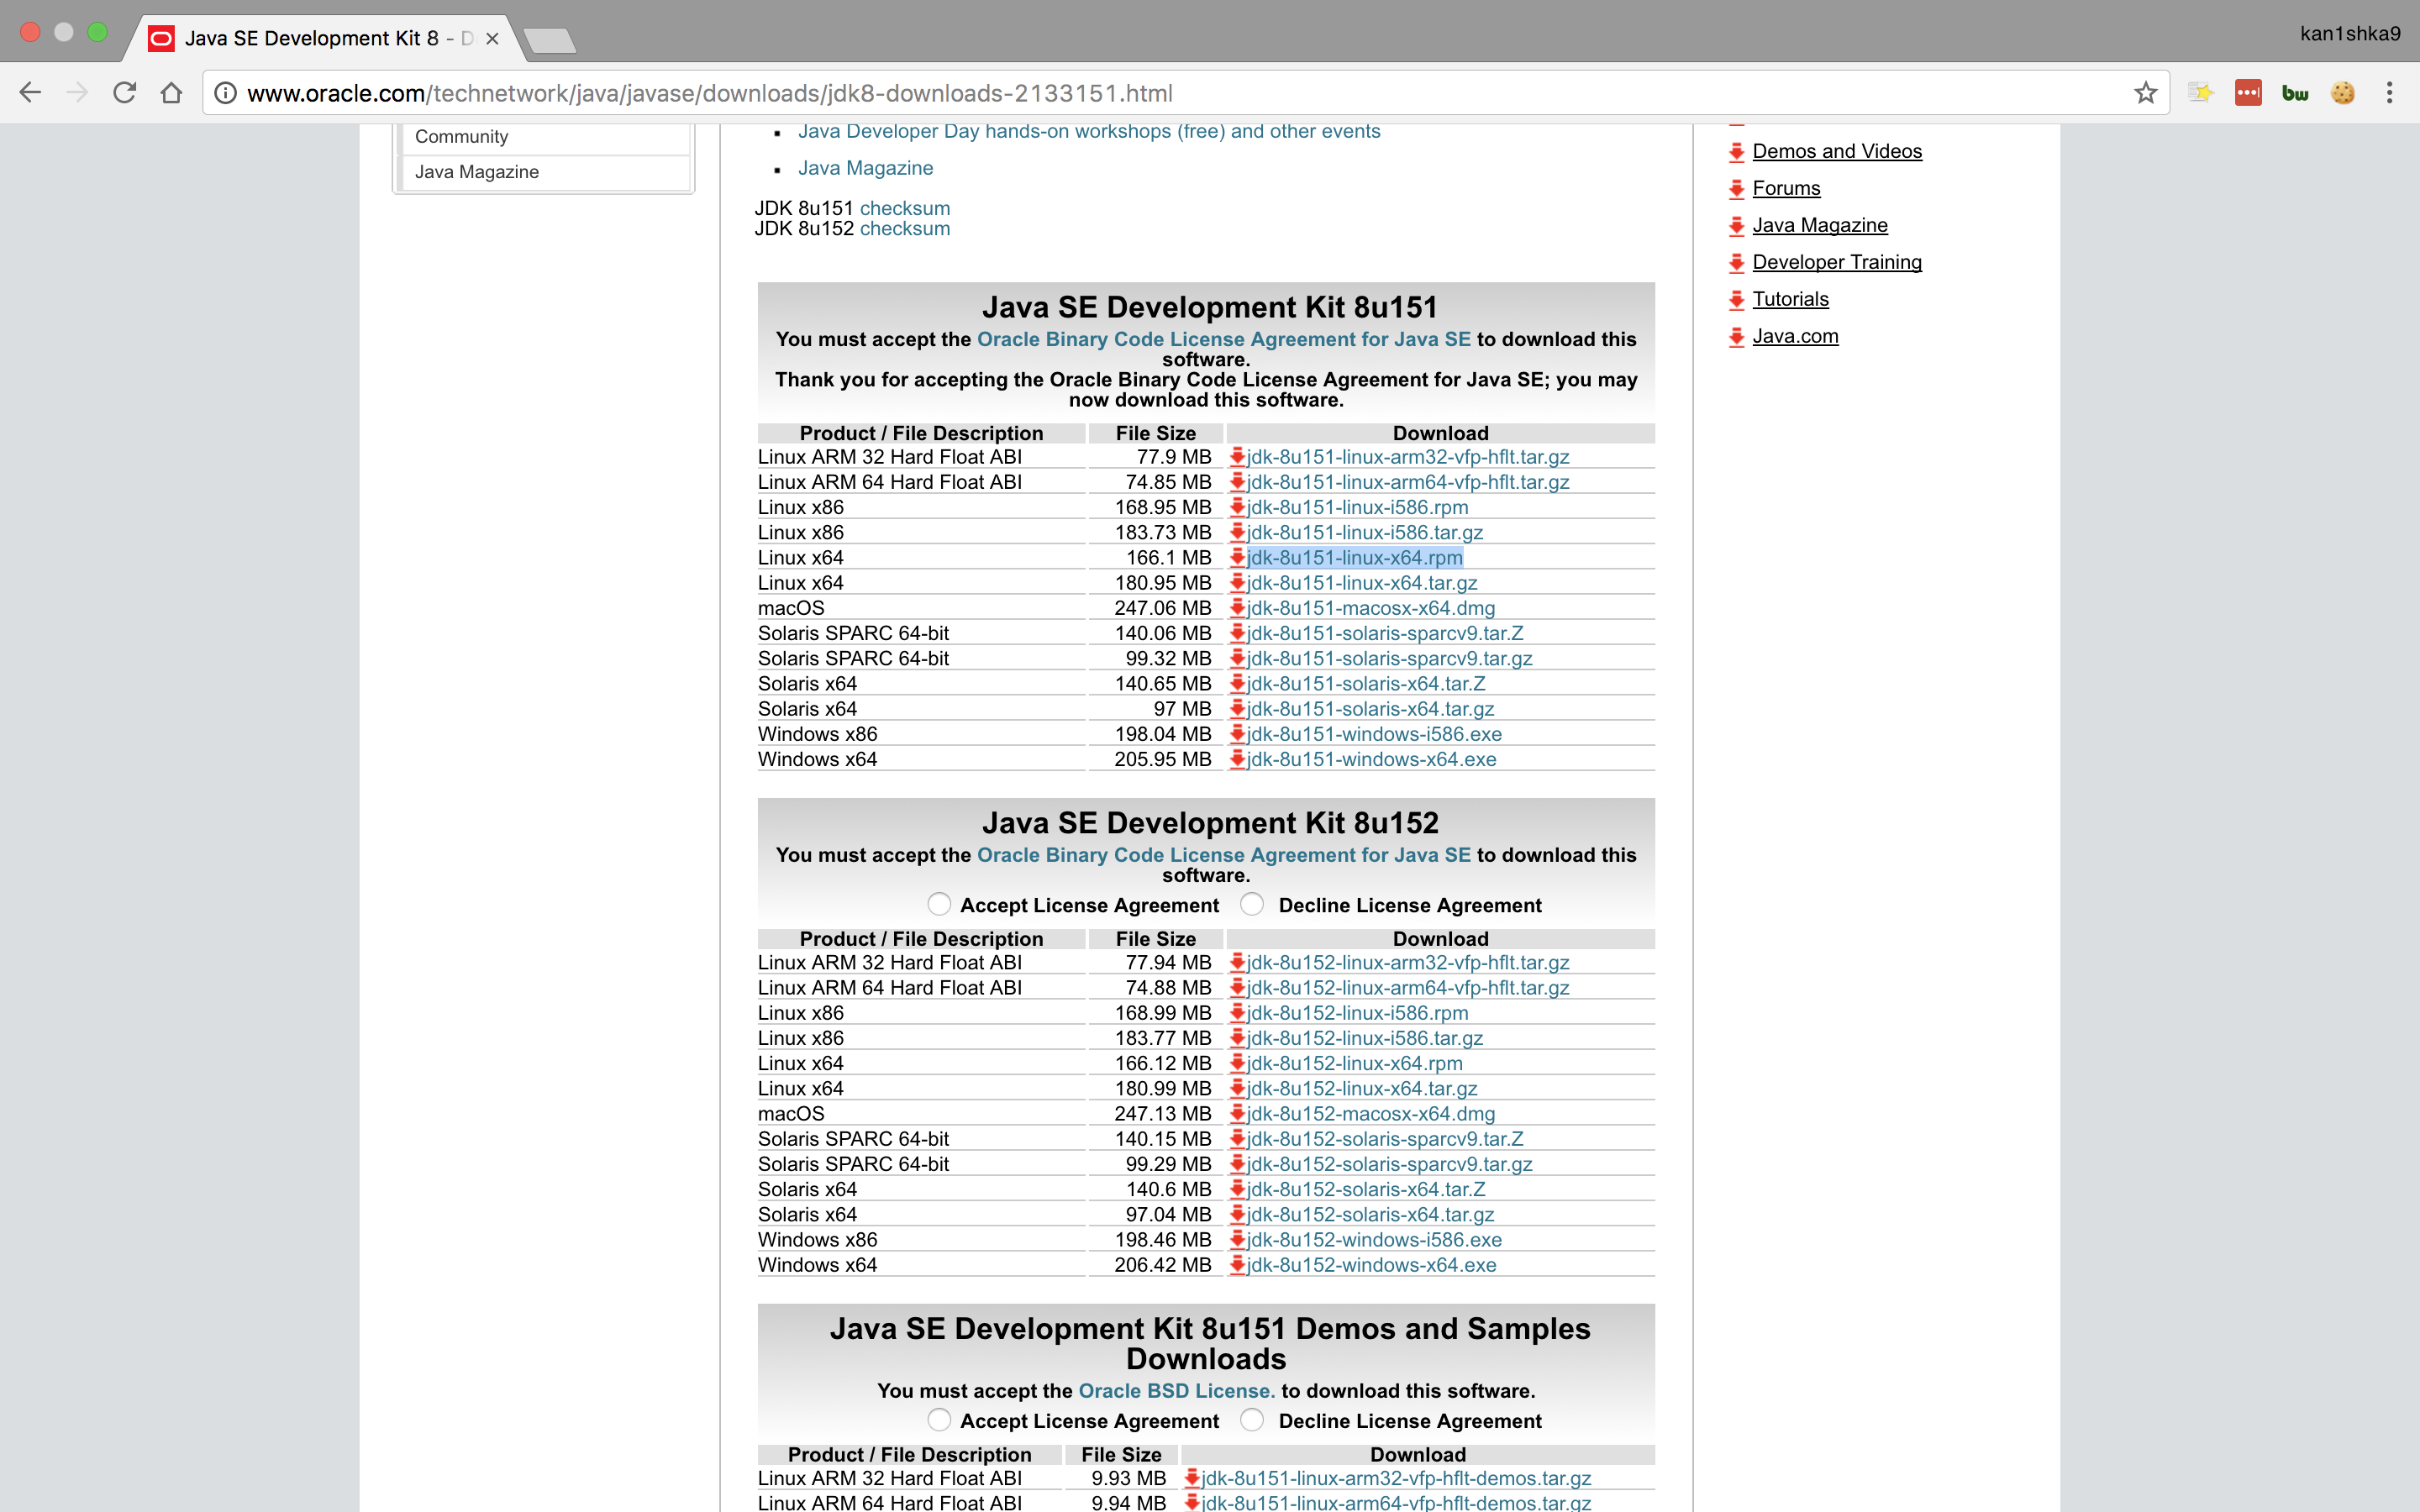 Java SE Development Kit 8 - D
kan1shka9
www.oracle.com/technetwork/java/javase/downloads/jdk8-downloads-2133151.html
bw
Community
Java Magazine
Java Developer Day hands-on workshops (free) and other events
Java Magazine
JDK 8u151 checksum
JDK 8u152 checksum
Java SE Development Kit 8u151
You must accept the Oracle Binary Code License Agreement for Java SE to download this
software.
Thank you for accepting the Oracle Binary Code License Agreement for Java SE; you may
now download this software.
Product / File Description File Size Download
Linux ARM 32 Hard Float ABI 77.9 MB jdk-8u151-linux-arm32-vfp-hflt.tar.gz
Linux ARM 64 Hard Float ABI 74.85 MB jdk-8u151-linux-arm64-vfp-hflt.tar.gz
Linux x86 168.95 MB jdk-8u151-linux-i586.rpm
Linux x86 183.73 MB jdk-8u151-linux-i586.tar.gz
Linux x64 166.1 MB jdk-8u151-linux-x64.rpm
Linux x64 180.95 MB jdk-8u151-linux-x64.tar.gz
macOS 247.06 MB jdk-8u151-macosx-x64.dmg
Solaris SPARC 64-bit 140.06 MB jdk-8u151-solaris-sparcv9.tar.Z
Solaris SPARC 64-bit 99.32 MB jdk-8u151-solaris-sparcv9.tar.gz
Solaris x64 140.65 MB jdk-8u151-solaris-x64.tar.Z
Solaris x64 97 MB jdk-8u151-solaris-x64.tar.gz
Windows x86 198.04 MB jdk-8u151-windows-i586.exe
Windows x64 205.95 MB jdk-8u151-windows-x64.exe
Java SE Development Kit 8u152
You must accept the Oracle Binary Code License Agreement for Java SE to download this
software.
Accept License Agreement Decline License Agreement
Product / File Description File Size Download
Linux ARM 32 Hard Float ABI 77.94 MB jdk-8u152-linux-arm32-vfp-hflt.tar.gz
Linux ARM 64 Hard Float ABI 74.88 MB jdk-8u152-linux-arm64-vfp-hflt.tar.gz
Linux x86 168.99 MB jdk-8u152-linux-i586.rpm
Linux x86 183.77 MB jdk-8u152-linux-i586.tar.gz
Linux x64 166.12 MB jdk-8u152-linux-x64.rpm
Linux x64 180.99 MB jdk-8u152-linux-x64.tar.gz
macOS 247.13 MB jdk-8u152-macosx-x64.dmg
Solaris SPARC 64-bit 140.15 MB jdk-8u152-solaris-sparcv9.tar.Z
Solaris SPARC 64-bit 99.29 MB jdk-8u152-solaris-sparcv9.tar.gz
Solaris x64 140.6 MB jdk-8u152-solaris-x64.tar.Z
Solaris x64 97.04 MB jdk-8u152-solaris-x64.tar.gz
Windows x86 198.46 MB jdk-8u152-windows-i586.exe
Windows x64 206.42 MB jdk-8u152-windows-x64.exe
Java SE Development Kit 8u151 Demos and Samples
Downloads
You must accept the Oracle BSD License. to download this software.
Accept License Agreement Decline License Agreement
Product / File Description File Size Download
Linux ARM 32 Hard Float ABI 9.93 MB jdk-8u151-linux-arm32-vfp-hflt-demos.tar.gz
Linux ARM 64 Hard Float ABI 9.94 MB jdk-8u151-linux-arm64-vfp-hflt-demos.tar.gz
Demos and Videos
Forums
Java Magazine
Developer Training
Tutorials
Java.com